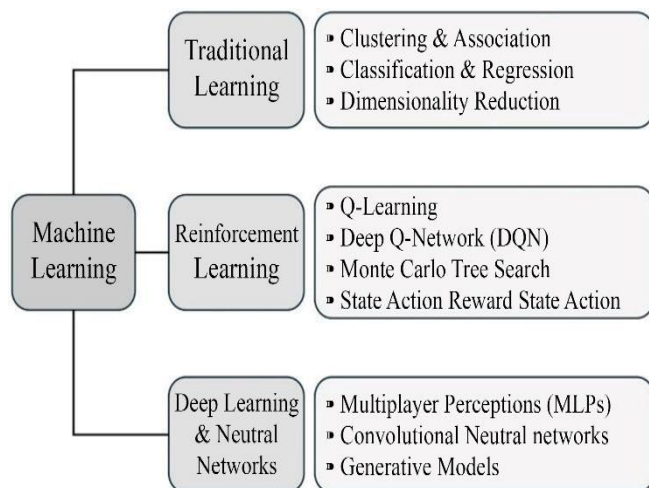 Machine
Learning
Traditional
Learning
Clustering & Association
Classification & Regression
Dimensionality Reduction
Reinforcement
Learning
Q-Learning
Deep Q-Network (DQN)
Monte Carlo Tree Search
State Action Reward State Action
Deep Learning
& Neutral
Networks
Multiplayer Perceptions (MLPs)
Convolutional Neutral networks
Generative Models